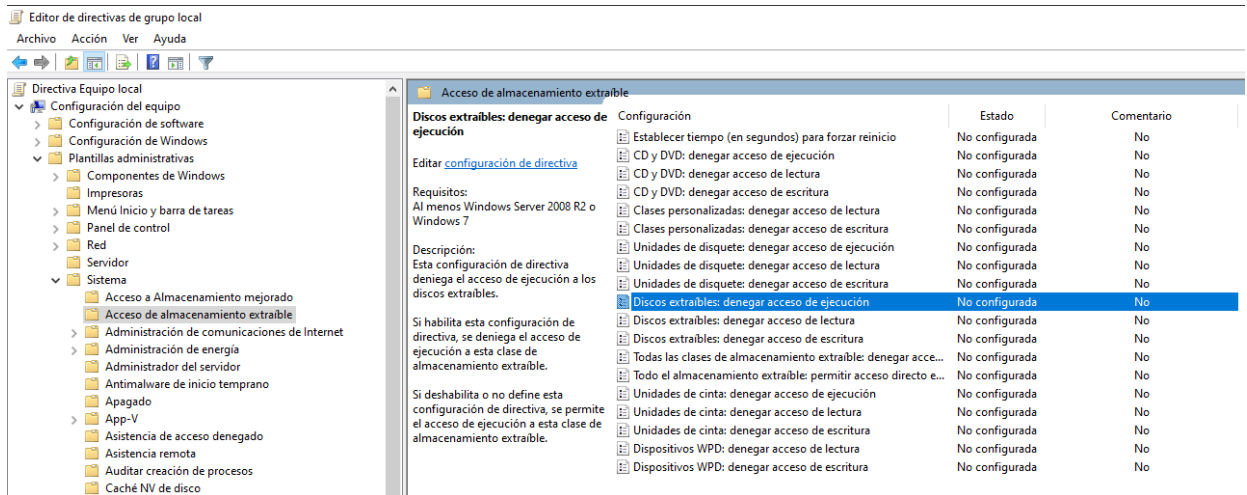 Editor de directivas de grupo local
Archivo Acción Ver Ayuda
Directiva Equipo local
Configuración del equipo
Configuración de software
Configuración de Windows
Plantillas administrativas
Componentes de Windows
Impresoras
Menú Inicio y barra de tareas
Panel de control
Red
Servidor
Sistema
Acceso a Almacenamiento mejorado
Acceso de almacenamiento extraíble
Administración de comunicaciones de Internet
Administración de energía
Administrador del servidor
Antimalware de inicio temprano
Apagado
App-V
Asistencia de acceso denegado
Asistencia remota
Auditar creación de procesos
Caché NV de disco
Acceso de almacenamiento extraíble
Discos extraíbles: denegar acceso de
ejecución
Editar configuración de directiva
Requisitos:
Al menos Windows Server 2008 R2 o
Windows 7
Descripción:
Esta configuración de directiva
deniega el acceso de ejecución a los
discos extraíbles.
Si habilita esta configuración de
directiva, se deniega el acceso de
ejecución a esta clase de
almacenamiento extraíble.
Si deshabilita o no define esta
configuración de directiva, se permite
el acceso de ejecución a esta clase de
almacenamiento extraíble.
Configuración Estado Comentario
Establecer tiempo (en segundos) para forzar reinicio No configurada No
CD y DVD: denegar acceso de ejecución No configurada No
CD y DVD: denegar acceso de lectura No configurada No
CD y DVD: denegar acceso de escritura No configurada No
Clases personalizadas: denegar acceso de lectura No configurada No
Clases personalizadas: denegar acceso de escritura No configurada No
Unidades de disquete: denegar acceso de ejecución No configurada No
Unidades de disquete: denegar acceso de lectura No configurada No
Unidades de disquete: denegar acceso de escritura No configurada No
Discos extraíbles: denegar acceso de ejecución No configurada No
Discos extraíbles: denegar acceso de lectura No configurada No
Discos extraíbles: denegar acceso de escritura No configurada No
Todas las clases de almacenamiento extraíble: denegar acce... No configurada No
Todo el almacenamiento extraíble: permitir acceso directo e... No configurada No
Unidades de cinta: denegar acceso de ejecución No configurada No
Unidades de cinta: denegar acceso de lectura No configurada No
Unidades de cinta: denegar acceso de escritura No configurada No
Dispositivos WPD: denegar acceso de lectura No configurada No
Dispositivos WPD: denegar acceso de escritura No configurada No